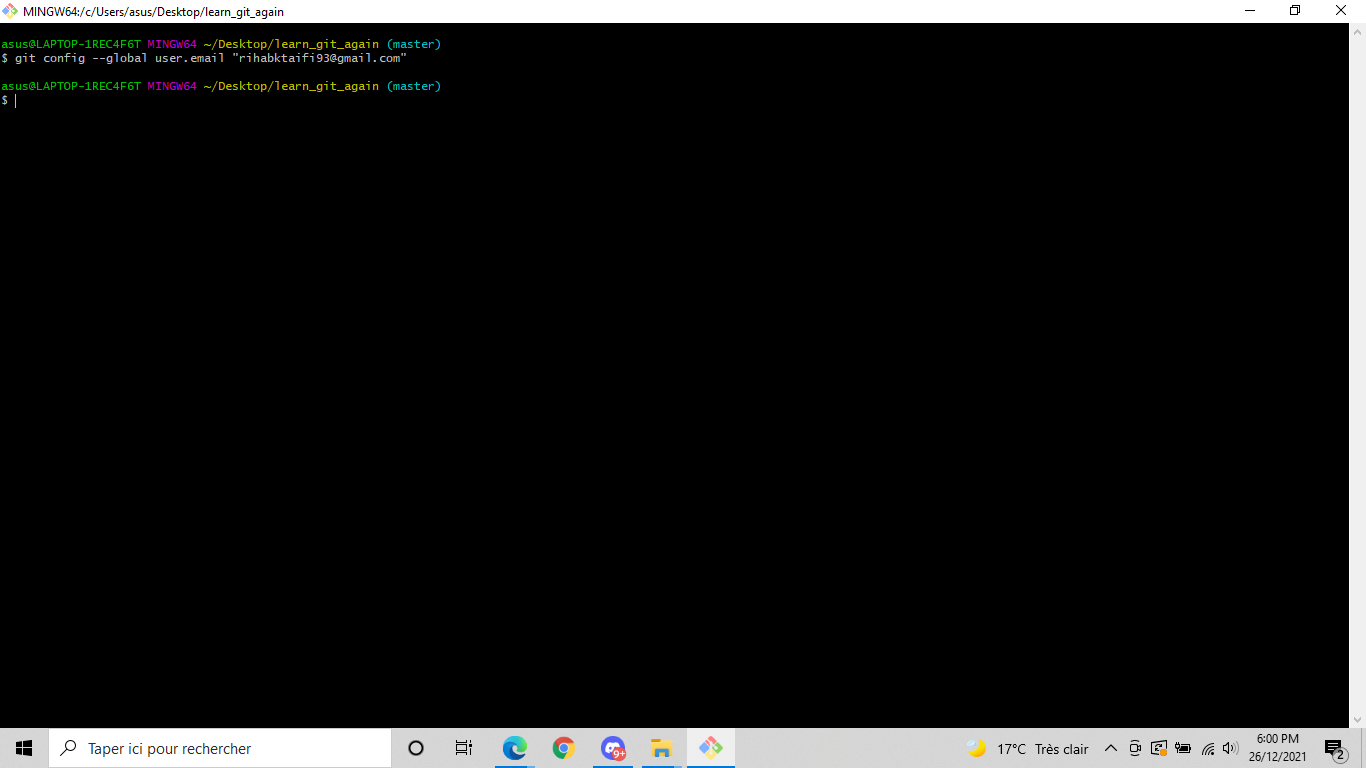 MINGW64:/c/Users/asus/Desktop/learn_git_again
asus@LAPTOP-1REC4F6T MINGW64 ~/Desktop/learn_git_again (master)
$ git config --global user.email "rihabktaifi93@gmail.com"
asus@LAPTOP-1REC4F6T MINGW64 ~/Desktop/learn_git_again (master)
$
Taper ici pour rechercher
9+
17°C Très clair
6:00 PM
26/12/2021
2